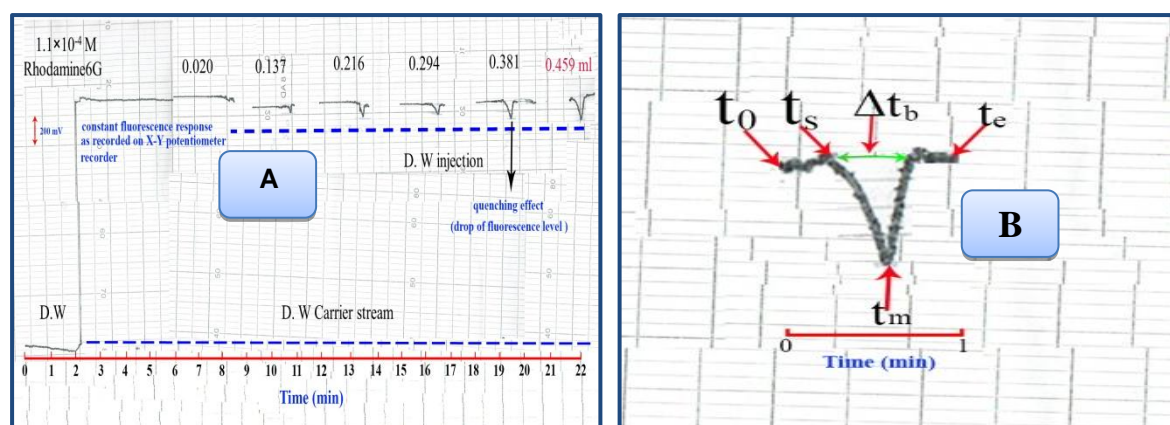 1.1×10⁻⁴ M
Rhodamine6G
0.020 0.137 0.216 0.294 0.381 0.459 ml
200 mV
constant fluorescence response
as recorded on X-Y potentiometer
recorder
A
D. W injection
quenching effect
(drop of fluorescence level )
D.W
D. W Carrier stream
0 1 2 3 4 5 6 7 8 9 10 11 12 13 14 15 16 17 18 19 20 21 22
Time (min)
t₀ tₛ Δt_b tₑ
B
tₘ
0 1
Time (min)